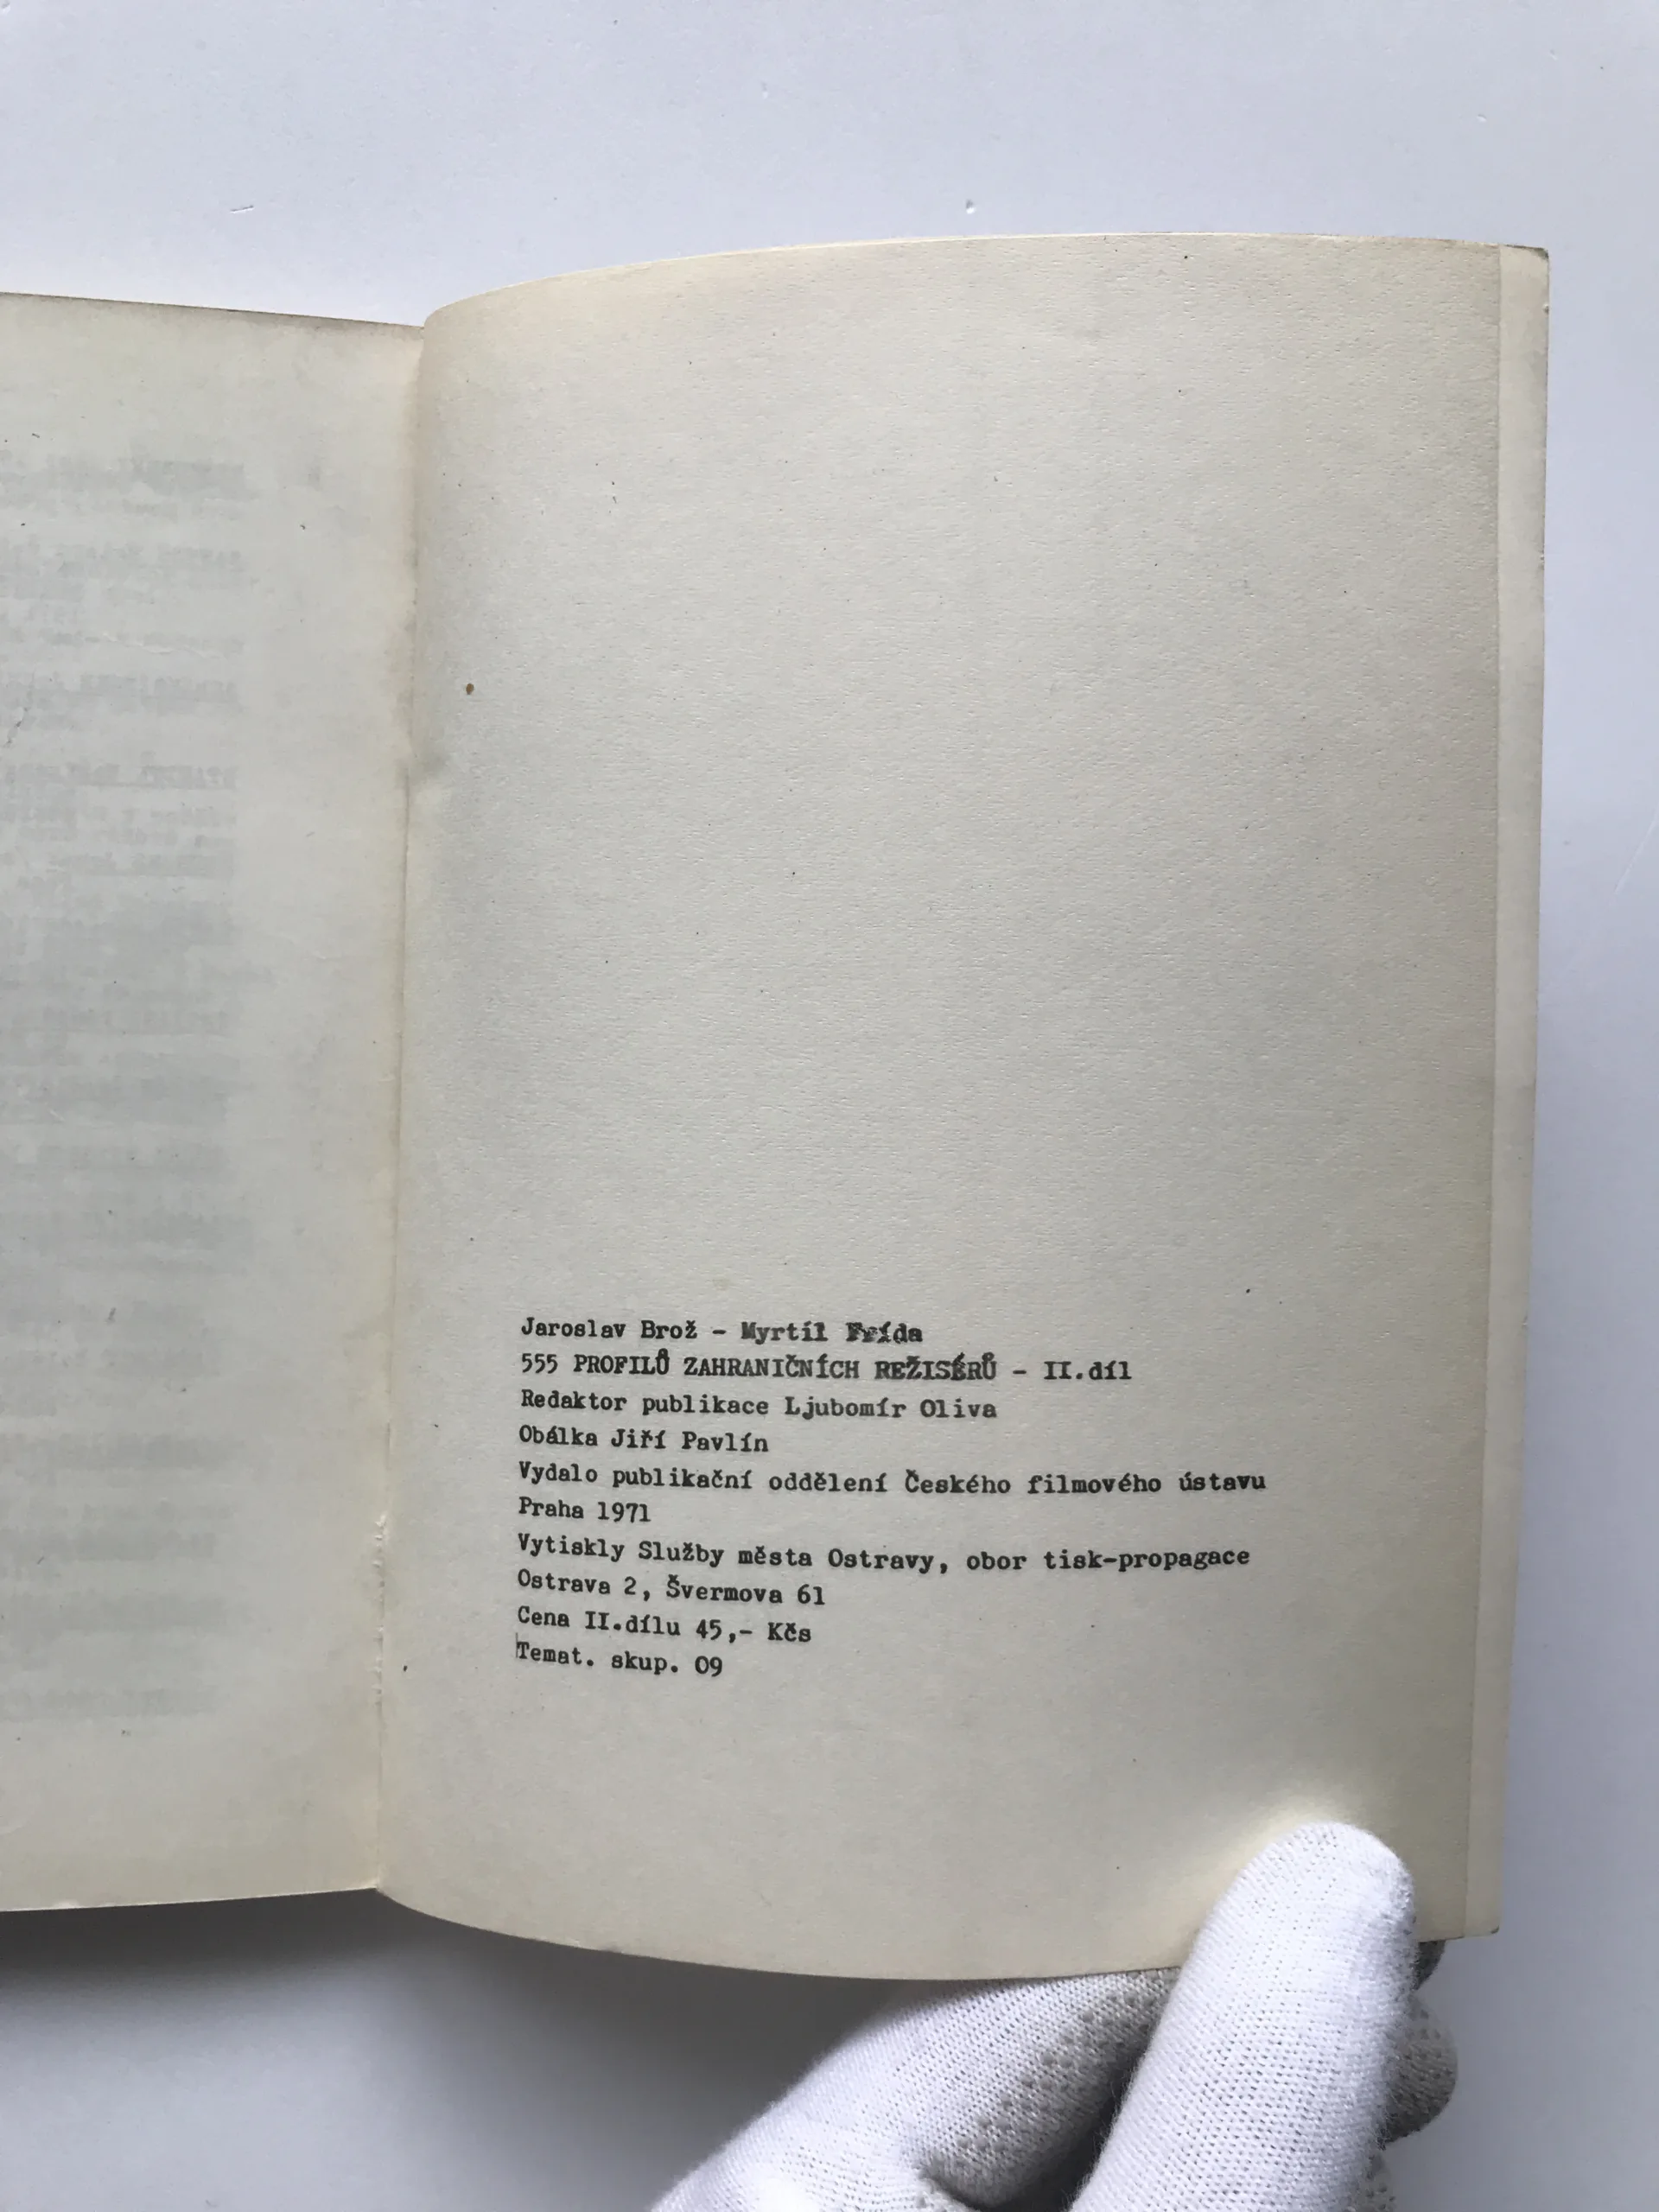 Jaroslav Brož - Myrtil Frída
555 PROFILŮ ZAHRANIČNÍCH REŽISÉRŮ - II.díl
Redaktor publikace Ljubomír Oliva
Obálka Jiří Pavlín
Vydalo publikační oddělení Českého filmového ústavu
Praha 1971
Vytiskly Služby města Ostravy, obor tisk-propagace
Ostrava 2, Švermova 61
Cena II.dílu 45,- Kčs
Temat. skup. 09